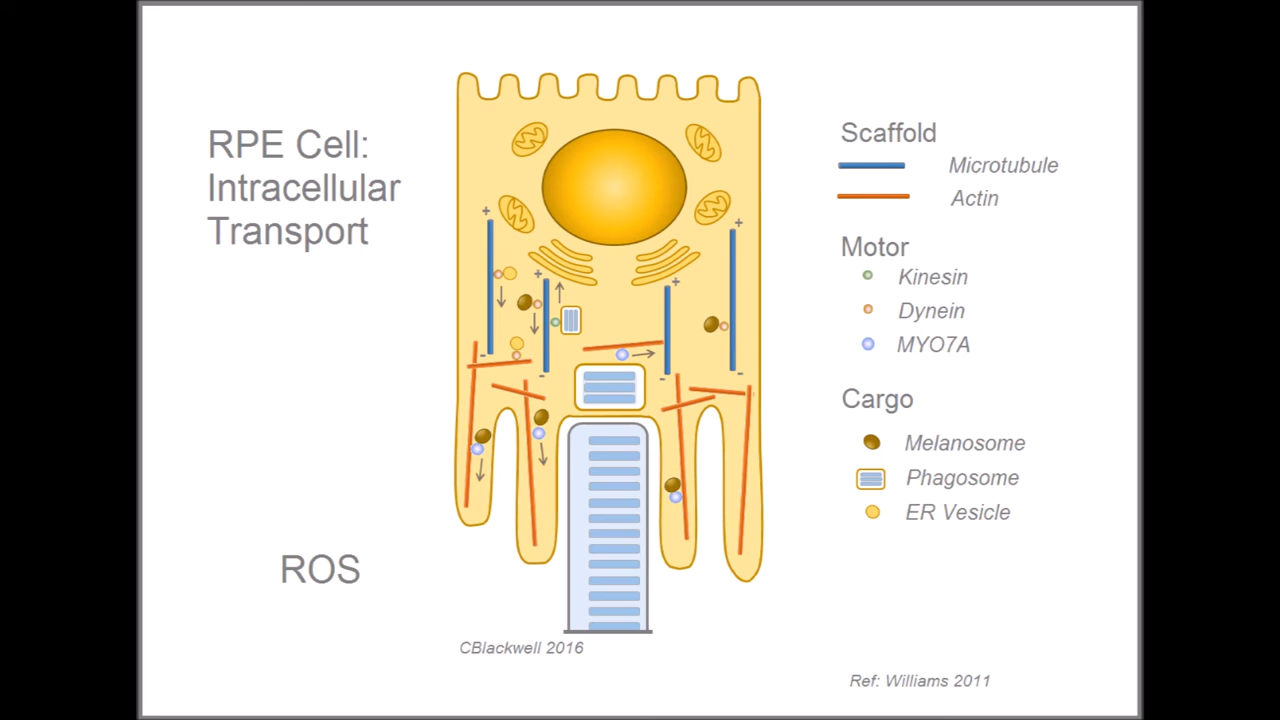 RPE Cell:
Intracellular
Transport
Scaffold
Microtubule
Actin
Motor
Kinesin
Dynein
MYO7A
Cargo
Melanosome
Phagosome
ER Vesicle
+
+
+
+
-
-
-
-
ROS
CBlackwell 2016
Ref: Williams 2011